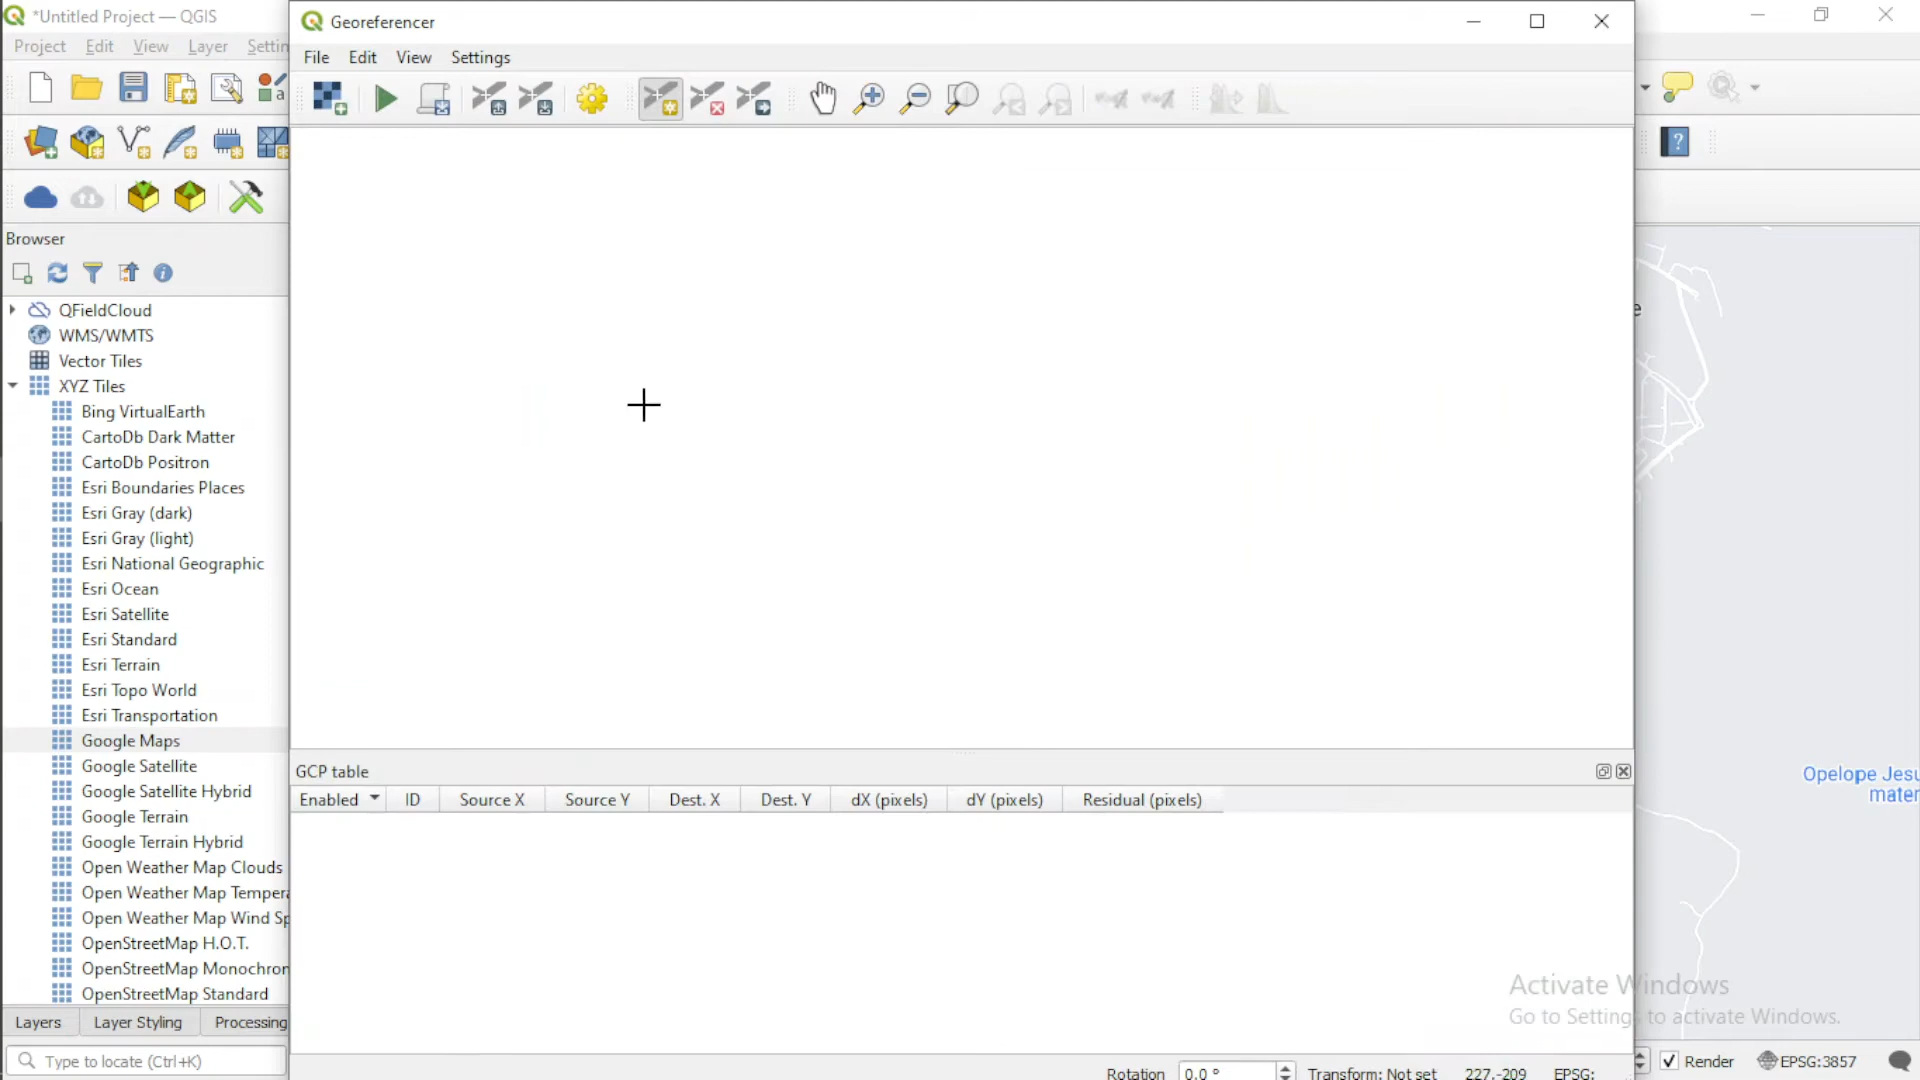 *Untitled Project — QGIS
Project Edit View Layer Settin
Georeferencer
File Edit View Settings
Browser
QFieldCloud
WMS/WMTS
Vector Tiles
XYZ Tiles
Bing VirtualEarth
CartoDb Dark Matter
CartoDb Positron
Esri Boundaries Places
Esri Gray (dark)
Esri Gray (light)
Esri National Geographic
Esri Ocean
Esri Satellite
Esri Standard
Esri Terrain
Esri Topo World
Esri Transportation
Google Maps
Google Satellite
Google Satellite Hybrid
Google Terrain
Google Terrain Hybrid
Open Weather Map Clouds
Open Weather Map Tempera
Open Weather Map Wind Sp
OpenStreetMap H.O.T.
OpenStreetMap Monochron
OpenStreetMap Standard
Layers Layer Styling Processing
Type to locate (Ctrl+K)
GCP table
Enabled ID Source X Source Y Dest. X Dest. Y dX (pixels) dY (pixels) Residual (pixels)
Rotation 0.0 ° Transform: Not set 227,-209 EPSG:
e
Opelope Jesu
mater
Activate Windows
Go to Settings to activate Windows.
Render EPSG:3857